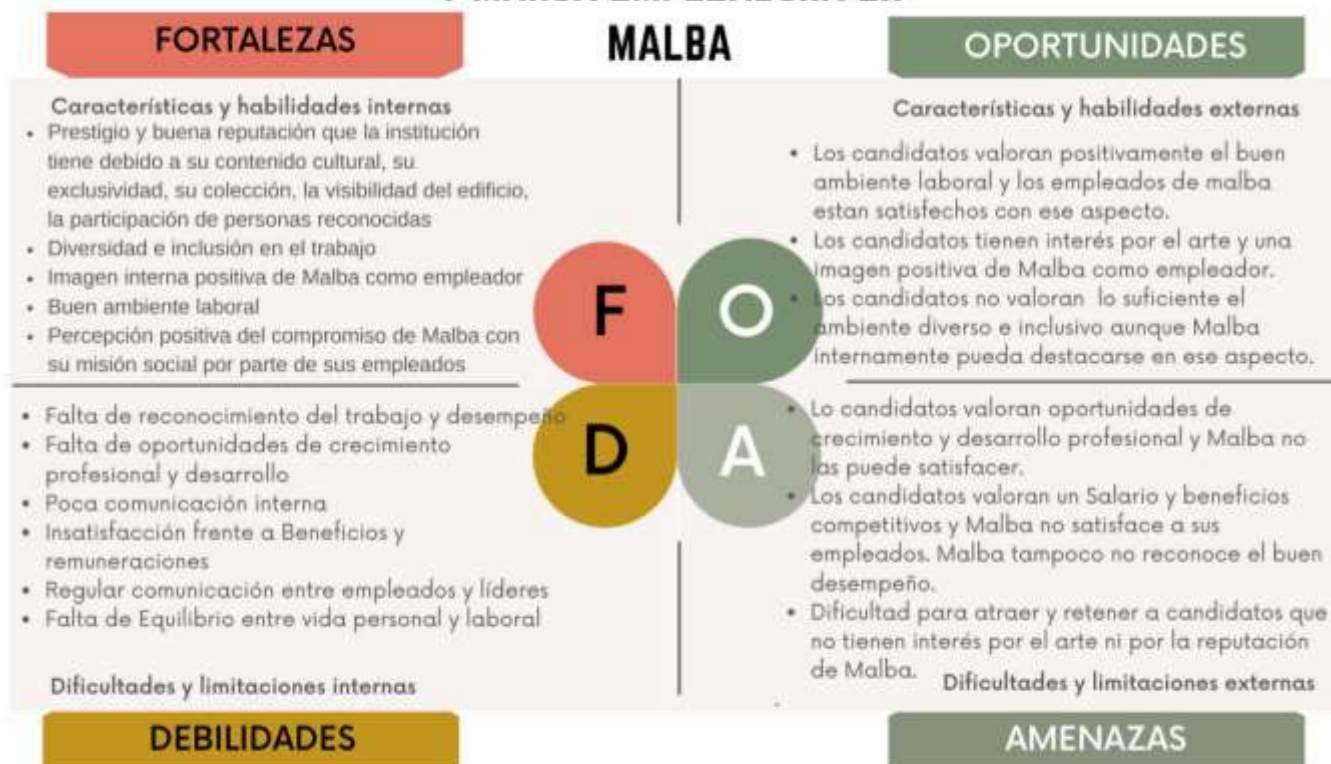 FORTALEZAS
MALBA
OPORTUNIDADES
Características y habilidades internas
• Prestigio y buena reputación que la institución
tiene debido a su contenido cultural, su
exclusividad, su colección, la visibilidad del edificio,
la participación de personas reconocidas
• Diversidad e inclusión en el trabajo
• Imagen interna positiva de Malba como empleador
• Buen ambiente laboral
• Percepción positiva del compromiso de Malba con
su misión social por parte de sus empleados
Características y habilidades externas
• Los candidatos valoran positivamente el buen
ambiente laboral y los empleados de malba
estan satisfechos con ese aspecto.
• Los candidatos tienen interés por el arte y una
imagen positiva de Malba como empleador.
• Los candidatos no valoran lo suficiente el
ambiente diverso e inclusivo aunque Malba
internamente pueda destacarse en ese aspecto.
F
O
D
A
• Falta de reconocimiento del trabajo y desempeño
• Falta de oportunidades de crecimiento
profesional y desarrollo
• Poca comunicación interna
• Insatisfacción frente a Beneficios y
remuneraciones
• Regular comunicación entre empleados y líderes
• Falta de Equilibrio entre vida personal y laboral
Dificultades y limitaciones internas
• Lo candidatos valoran oportunidades de
crecimiento y desarrollo profesional y Malba no
las puede satisfacer.
• Los candidatos valoran un Salario y beneficios
competitivos y Malba no satisface a sus
empleados. Malba tampoco no reconoce el buen
desempeño.
• Dificultad para atraer y retener a candidatos que
no tienen interés por el arte ni por la reputación
de Malba.
Dificultades y limitaciones externas
DEBILIDADES
AMENAZAS